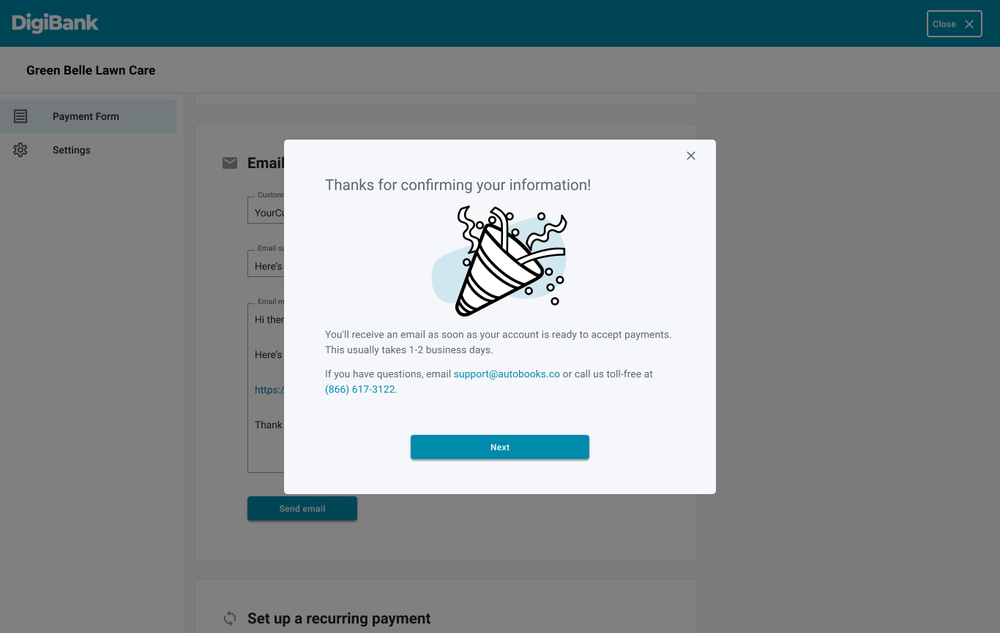 DigiBank
Close
Green Belle Lawn Care
Payment Form
Settings
Email
Thanks for confirming your information!
YourCu
Email
Here's
Email
Hi
You'll receive an email as soon as your account is ready to accept payments.
This usually takes 1-2 business days.
Here's
If you have questions, email support@autobooks.co or call us toll-free at
(866) 617-3122.
https:/
Thank
Next
Send email
Set up a recurring payment